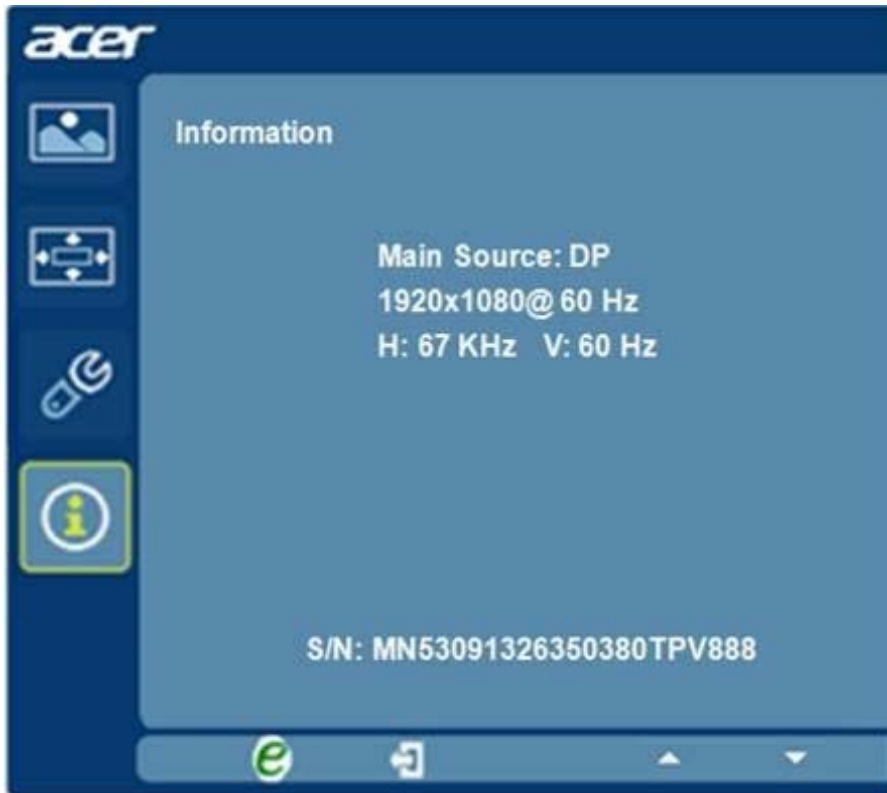 acer
Information
Main Source: DP
1920x1080@ 60 Hz
H: 67 KHz V: 60 Hz
S/N: MN53091326350380TPV888
e